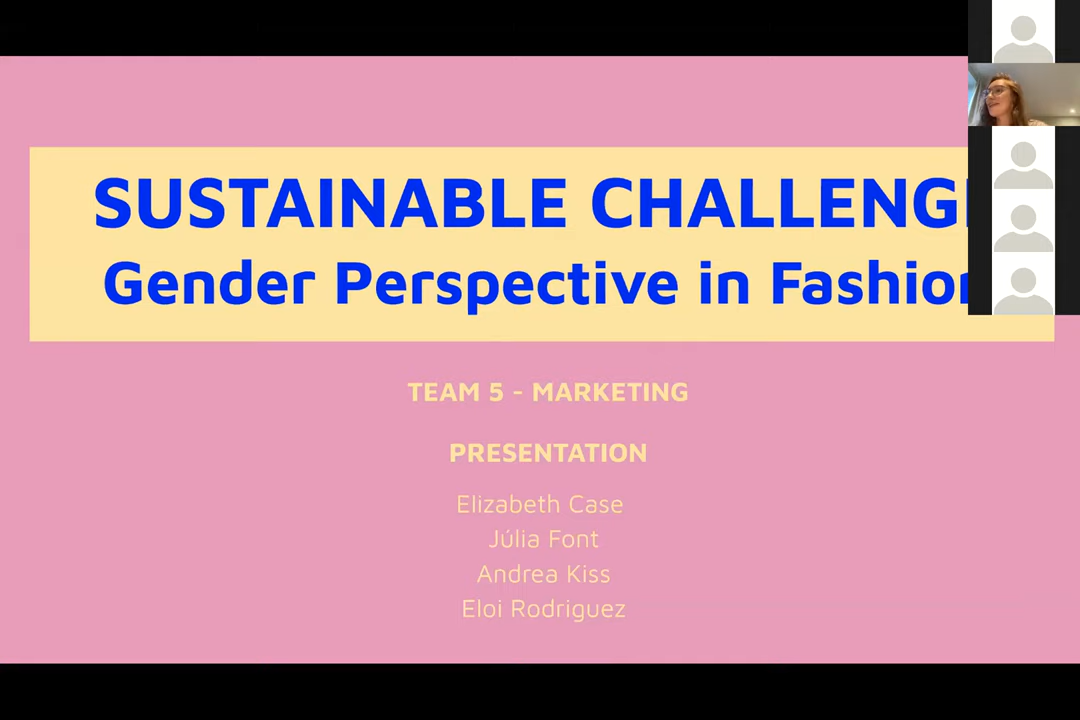 SUSTAINABLE CHALLENG
Gender Perspective in Fashion
TEAM 5 - MARKETING
PRESENTATION
Elizabeth Case
Júlia Font
Andrea Kiss
Eloi Rodriguez